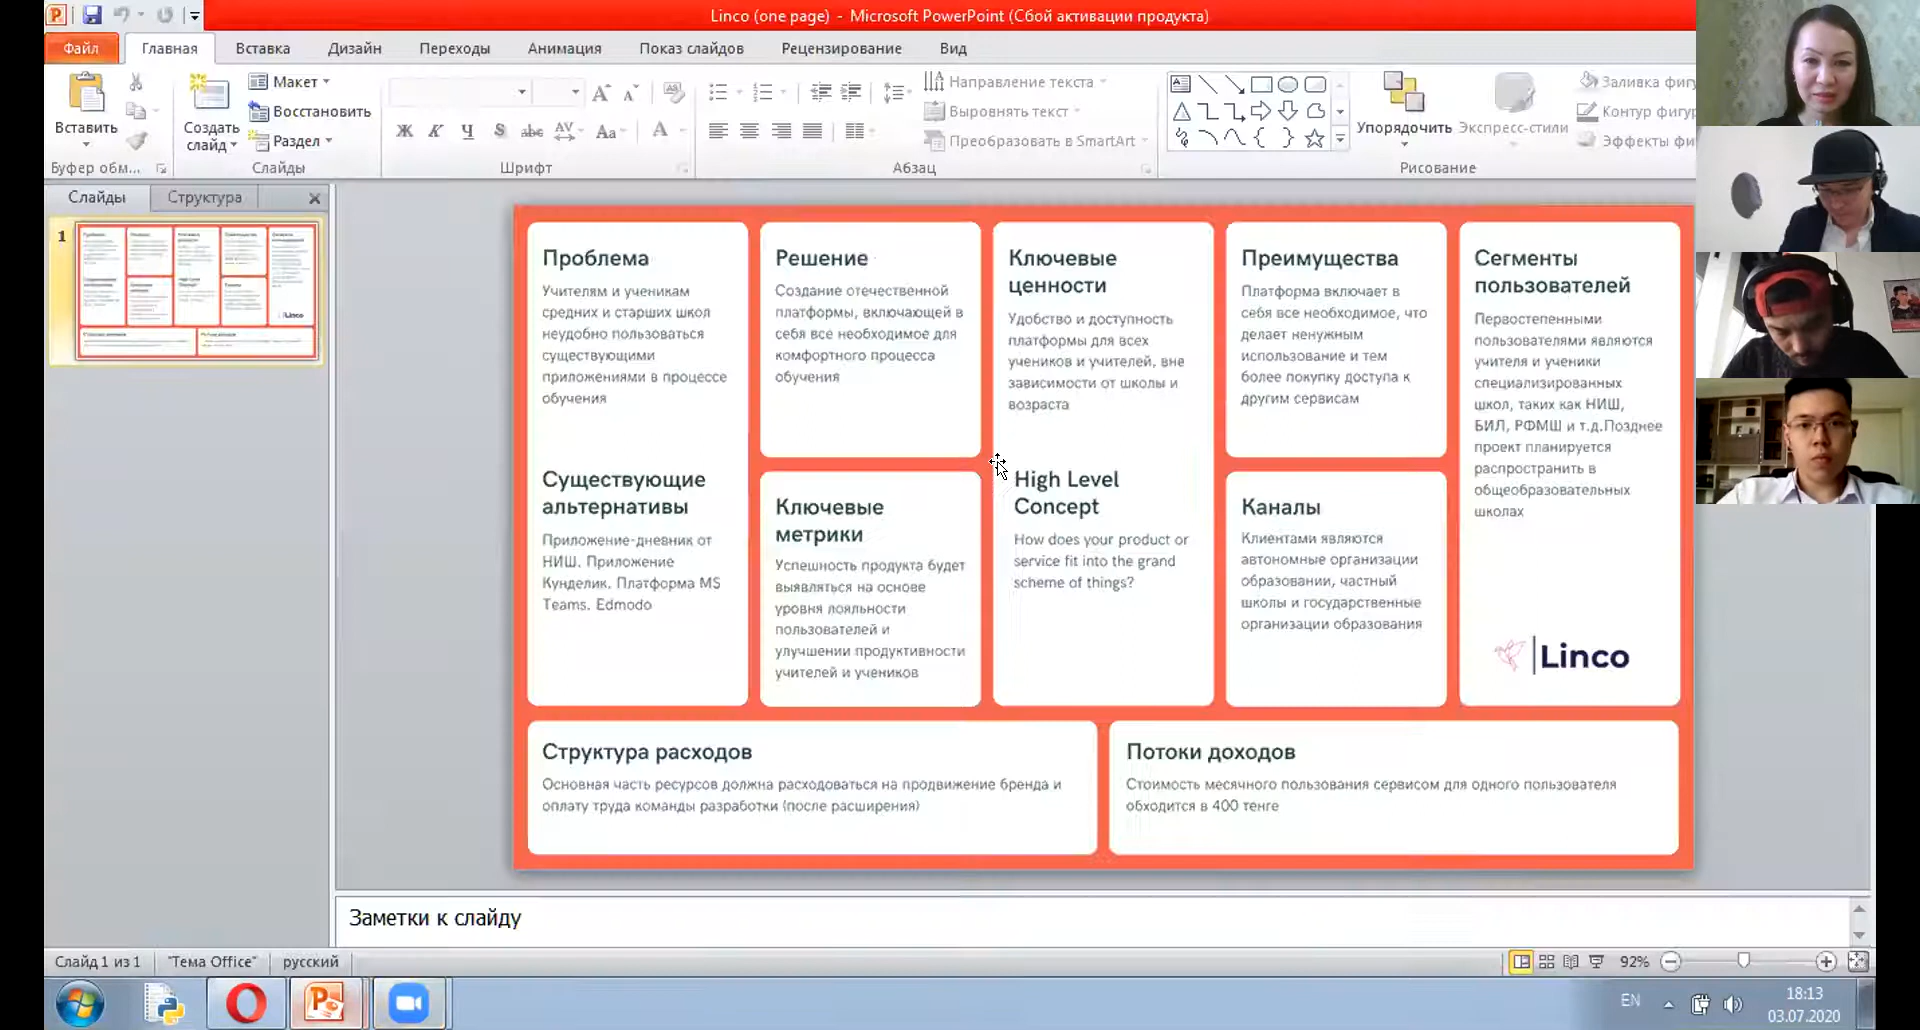 Linco (one page) - Microsoft PowerPoint (Сбой активации продукта)
Файл
Главная
Вставка
Дизайн
Переходы
Анимация
Показ слайдов
Рецензирование
Вид
Вставить
Буфер обм...
Создать
слайд
Макет
Восстановить
Раздел
Слайды
Ж К Ч S abc AV Aa A
Шрифт
Направление текста
Выровнять текст
Преобразовать в SmartArt
Абзац
Упорядочить
Экспресс-стили
Заливка фигу
Контур фигур
Эффекты фи
Рисование
Слайды
Структура
1
Проблема
Учителям и ученикам
средних и старших школ
неудобно пользоваться
существующими
приложениями в процессе
обучения
Существующие
альтернативы
Приложение-дневник от
НИШ. Приложение
Кунделик. Платформа MS
Teams. Edmodo
Решение
Создание отечественной
платформы, включающей в
себя все необходимое для
комфортного процесса
обучения
Ключевые
метрики
Успешность продукта будет
выявляться на основе
уровня лояльности
пользователей и
улучшении продуктивности
учителей и учеников
Ключевые
ценности
Удобство и доступность
платформы для всех
учеников и учителей, вне
зависимости от школы и
возраста
High Level
Concept
How does your product or
service fit into the grand
scheme of things?
Преимущества
Платформа включает в
себя все необходимое, что
делает ненужным
использование и тем
более покупку доступа к
другим сервисам
Каналы
Клиентами являются
автономные организации
образовании, частный
школы и государственные
организации образования
Сегменты
пользователей
Первостепенными
пользователями являются
учителя и ученики
специализированных
школ, таких как НИШ,
БИЛ, РФМШ и т.д.Позднее
проект планируется
распространить в
общеобразовательных
школах
Linco
Структура расходов
Основная часть ресурсов должна расходоваться на продвижение бренда и
оплату труда команды разработки (после расширения)
Потоки доходов
Стоимость месячного пользования сервисом для одного пользователя
обходится в 400 тенге
Заметки к слайду
Слайд 1 из 1
"Тема Office"
русский
92%
EN
18:13
03.07.2020